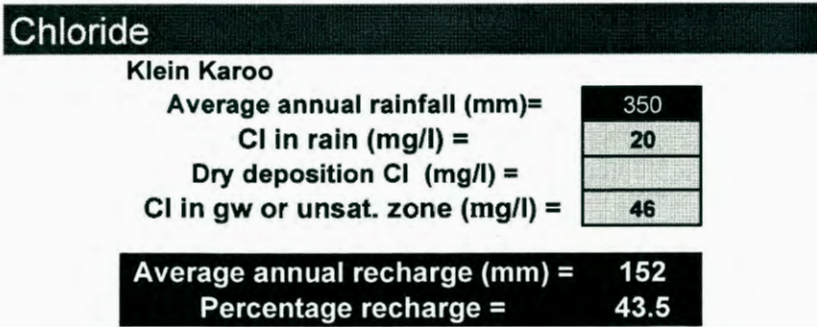 Chloride
Klein Karoo
Average annual rainfall (mm)= 350
Cl in rain (mg/l) = 20
Dry deposition Cl (mg/l) =
Cl in gw or unsat. zone (mg/l) = 46
Average annual recharge (mm) = 152
Percentage recharge = 43.5